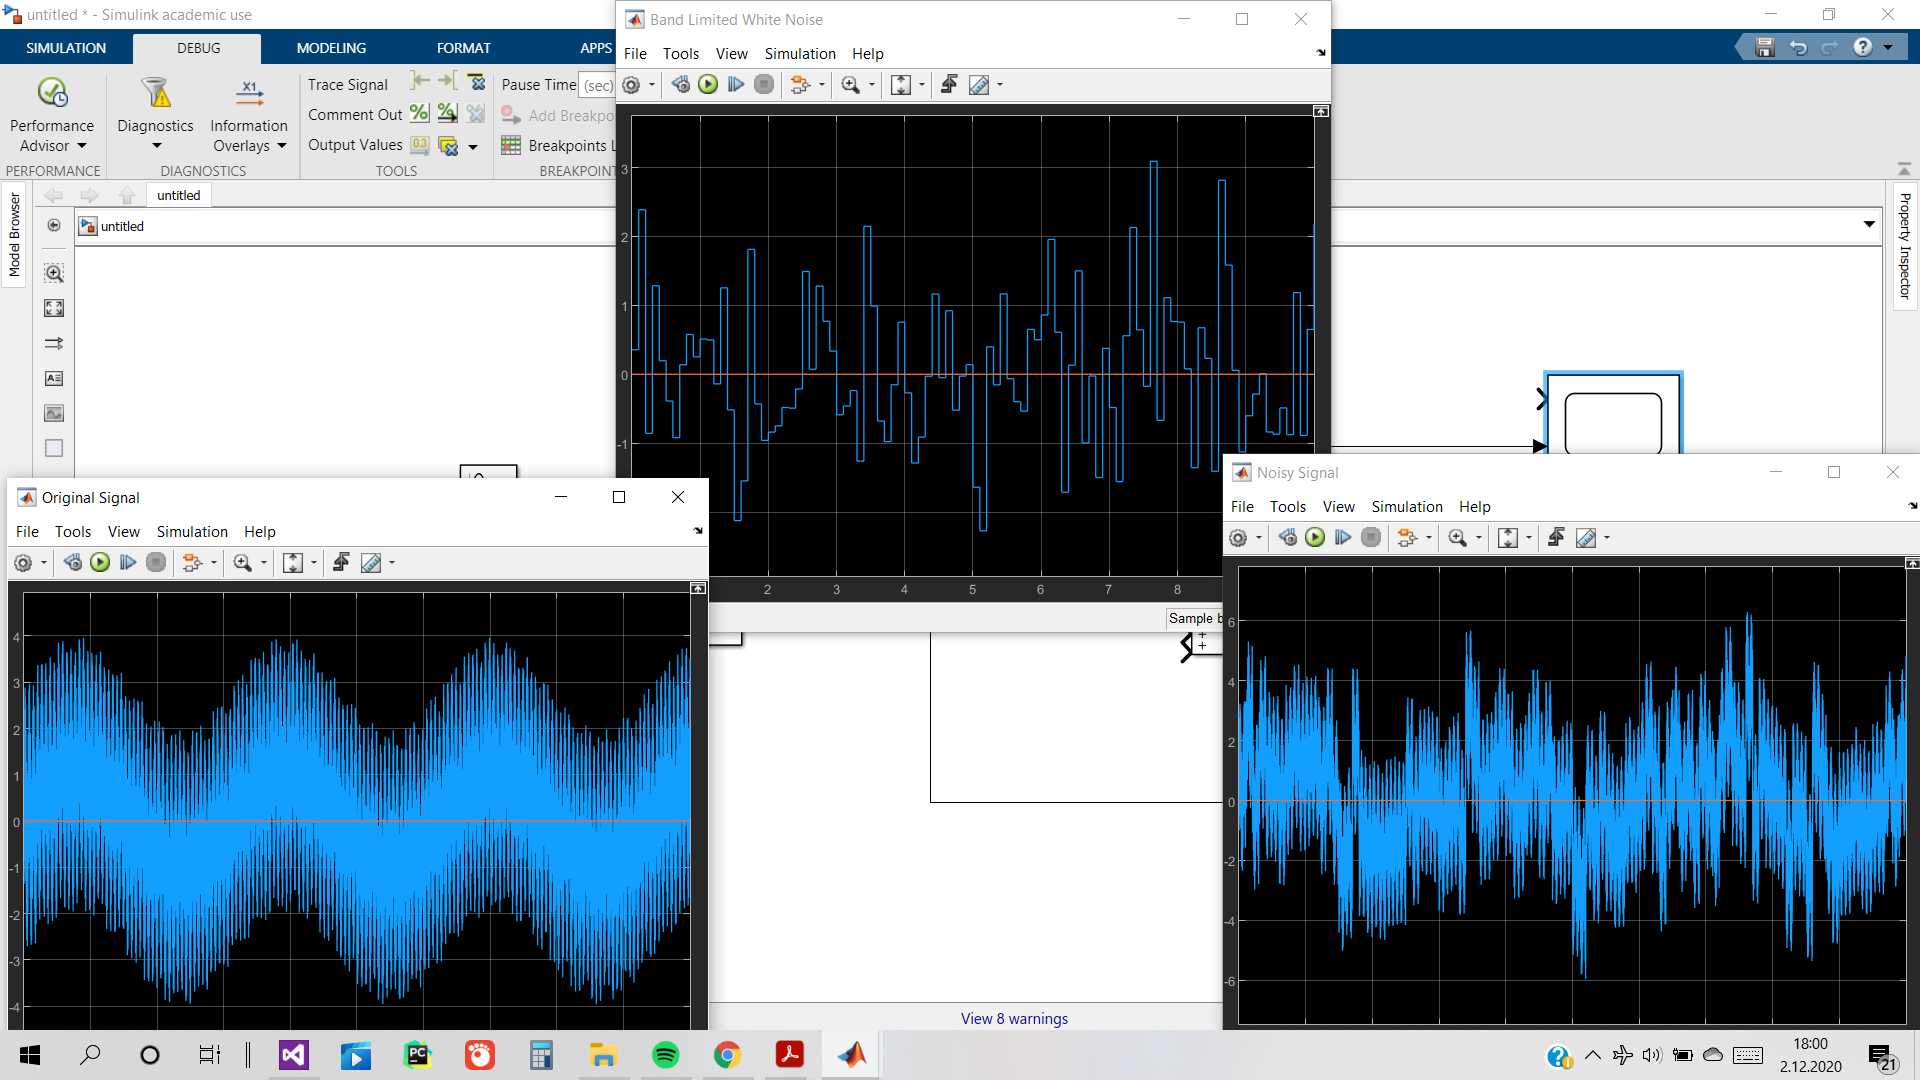 untitled * - Simulink academic use
SIMULATION DEBUG MODELING FORMAT APPS
Performance Advisor
Diagnostics
Information Overlays
Trace Signal
Comment Out
Output Values
Pause Time (sec)
Add Breakpo
Breakpoints L
PERFORMANCE DIAGNOSTICS TOOLS BREAKPOINT
Model Browser
untitled
untitled
Property Inspector
View 8 warnings
Band Limited White Noise
File Tools View Simulation Help
3
2
1
0
-1
2 3 4 5 6 7 8
Sample b
Original Signal
File Tools View Simulation Help
4
3
2
1
0
-1
-2
-3
-4
Noisy Signal
File Tools View Simulation Help
6
4
2
0
-2
-4
-6
+
+
PC
18:00
2.12.2020
21